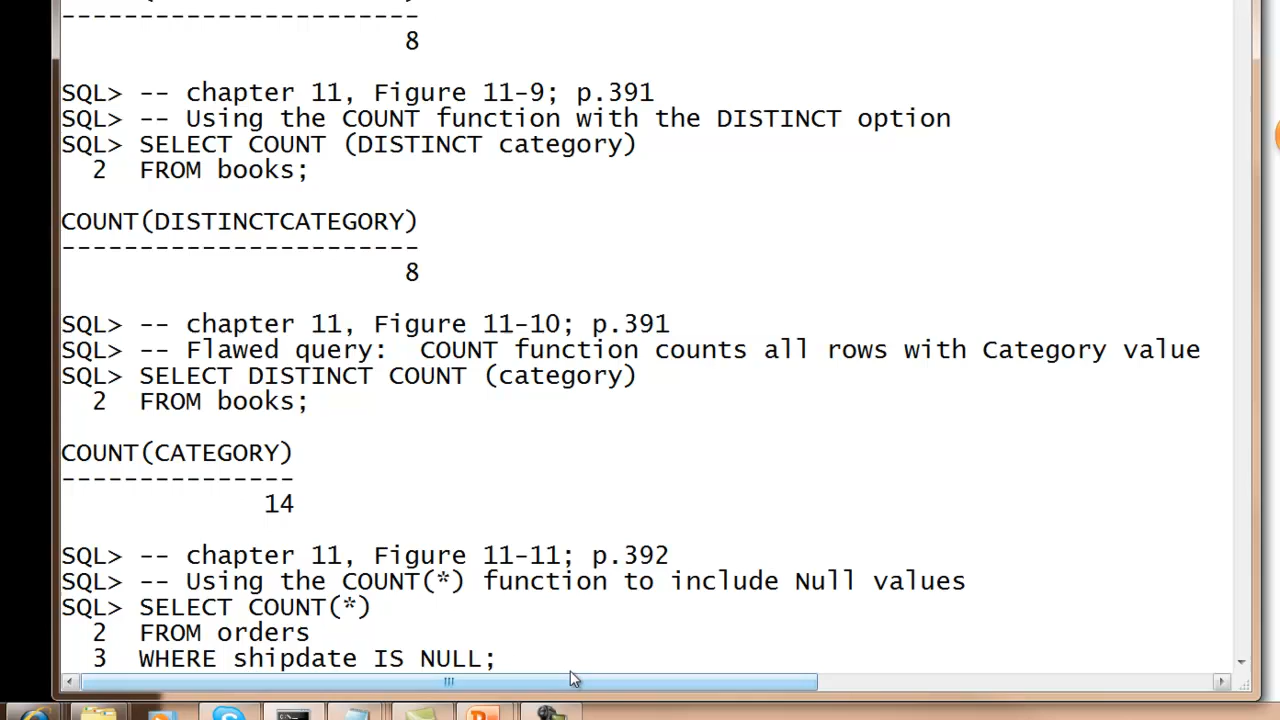 ------------------------
8
SQL> -- chapter 11, Figure 11-9; p.391
SQL> -- Using the COUNT function with the DISTINCT option
SQL> SELECT COUNT (DISTINCT category)
2 FROM books;
COUNT(DISTINCTCATEGORY)
-----------------------
8
SQL> -- chapter 11, Figure 11-10; p.391
SQL> -- Flawed query:  COUNT function counts all rows with Category value
SQL> SELECT DISTINCT COUNT (category)
2 FROM books;
COUNT(CATEGORY)
---------------
14
SQL> -- chapter 11, Figure 11-11; p.392
SQL> -- Using the COUNT(*) function to include Null values
SQL> SELECT COUNT(*)
2 FROM orders
3 WHERE shipdate IS NULL;